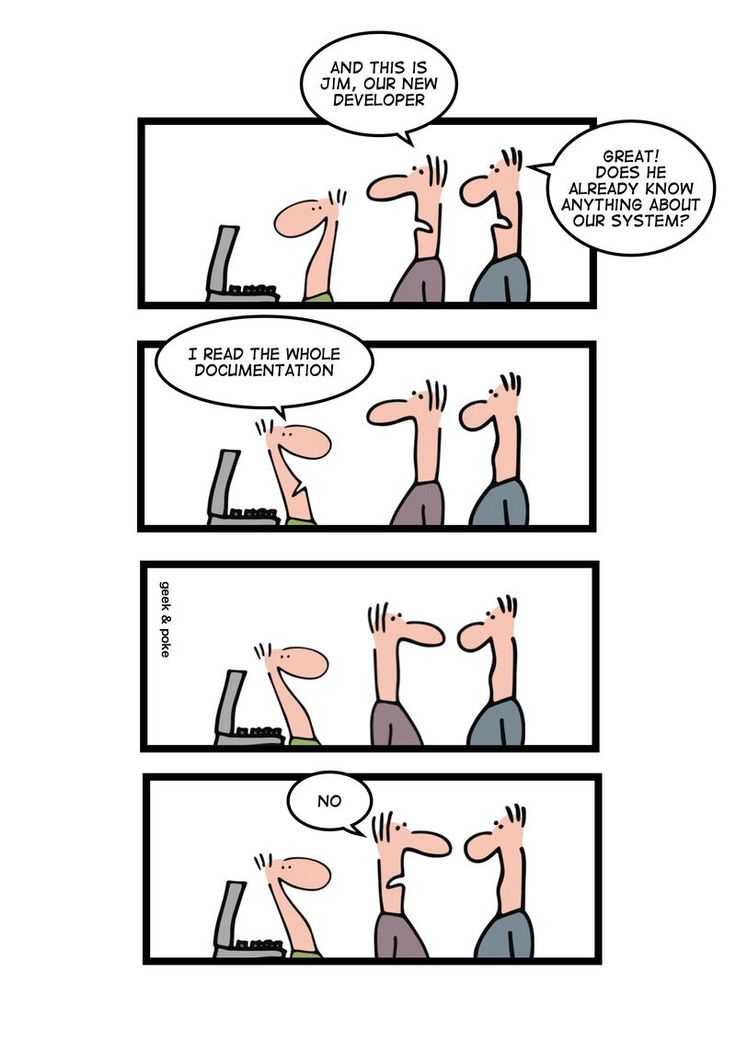 AND THIS IS
JIM, OUR NEW
DEVELOPER
GREAT!
DOES HE
ALREADY KNOW
ANYTHING ABOUT
OUR SYSTEM?
I READ THE WHOLE
DOCUMENTATION
geek & poke
NO